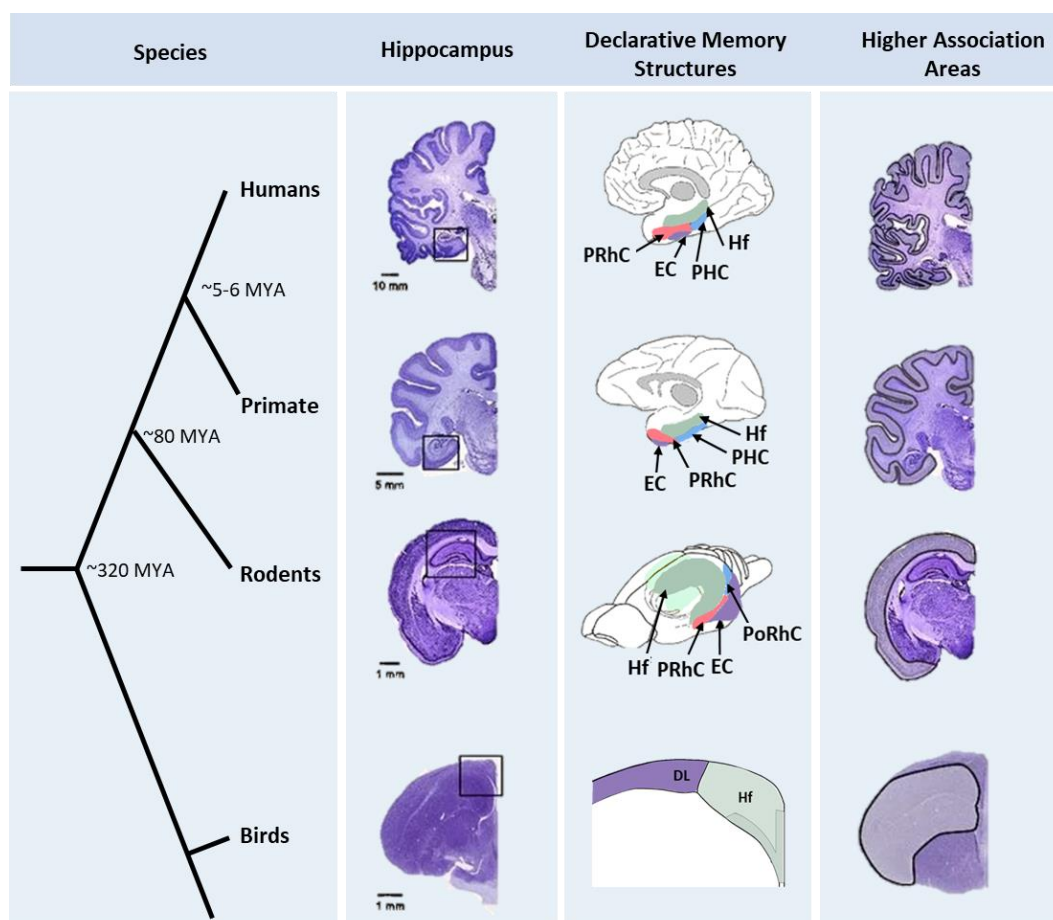 Species
Hippocampus
Declarative Memory
Structures
Higher Association
Areas
Humans
~5-6 MYA
Primate
~80 MYA
Rodents
~320 MYA
Birds
10 mm
5 mm
1 mm
1 mm
PRhC
EC
PHC
Hf
Hf
PHC
EC
PRhC
PoRhC
Hf
PRhC
EC
DL
Hf